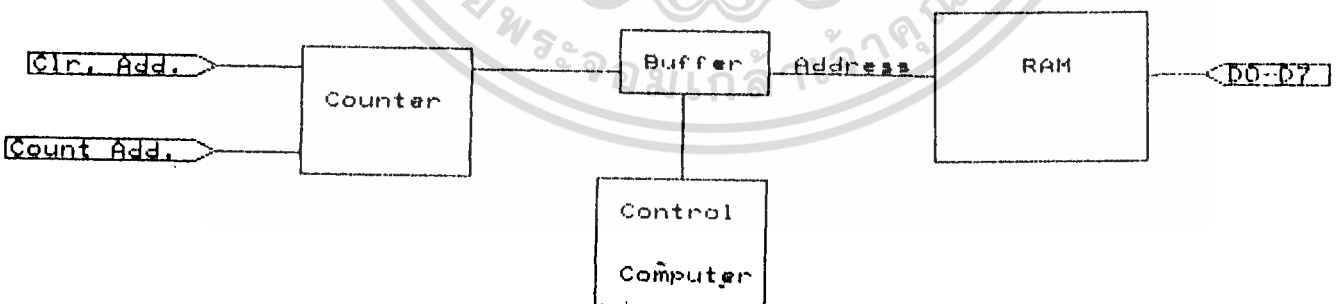 Clr. Add.
Count Add.
Counter
Buffer
Address
RAM
D0-D7
Control
Computer